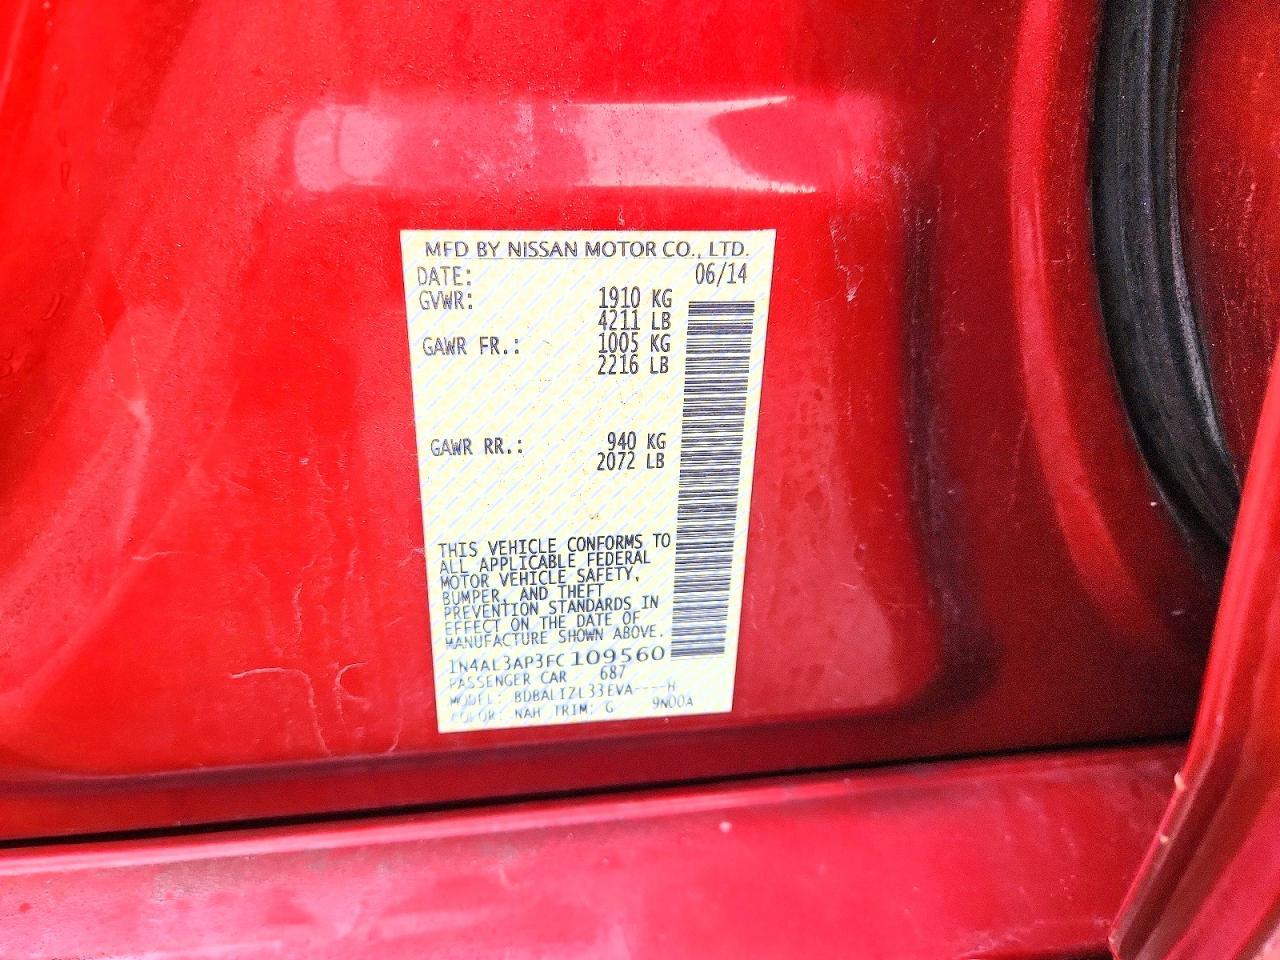 MFD BY NISSAN MOTOR CO., LTD.
DATE: 06/14
GVWR: 1910 KG
4211 LB
GAWR FR.: 1005 KG
2216 LB
GAWR RR.: 940 KG
2072 LB
THIS VEHICLE CONFORMS TO
ALL APPLICABLE FEDERAL
MOTOR VEHICLE SAFETY,
BUMPER, AND THEFT
PREVENTION STANDARDS IN
EFFECT ON THE DATE OF
MANUFACTURE SHOWN ABOVE.
1N4AL3AP3FC109560
PASSENGER CAR 687
MODEL: BDBALIZL33EVA----H
COLOR: NAH TRIM: G 9N00A